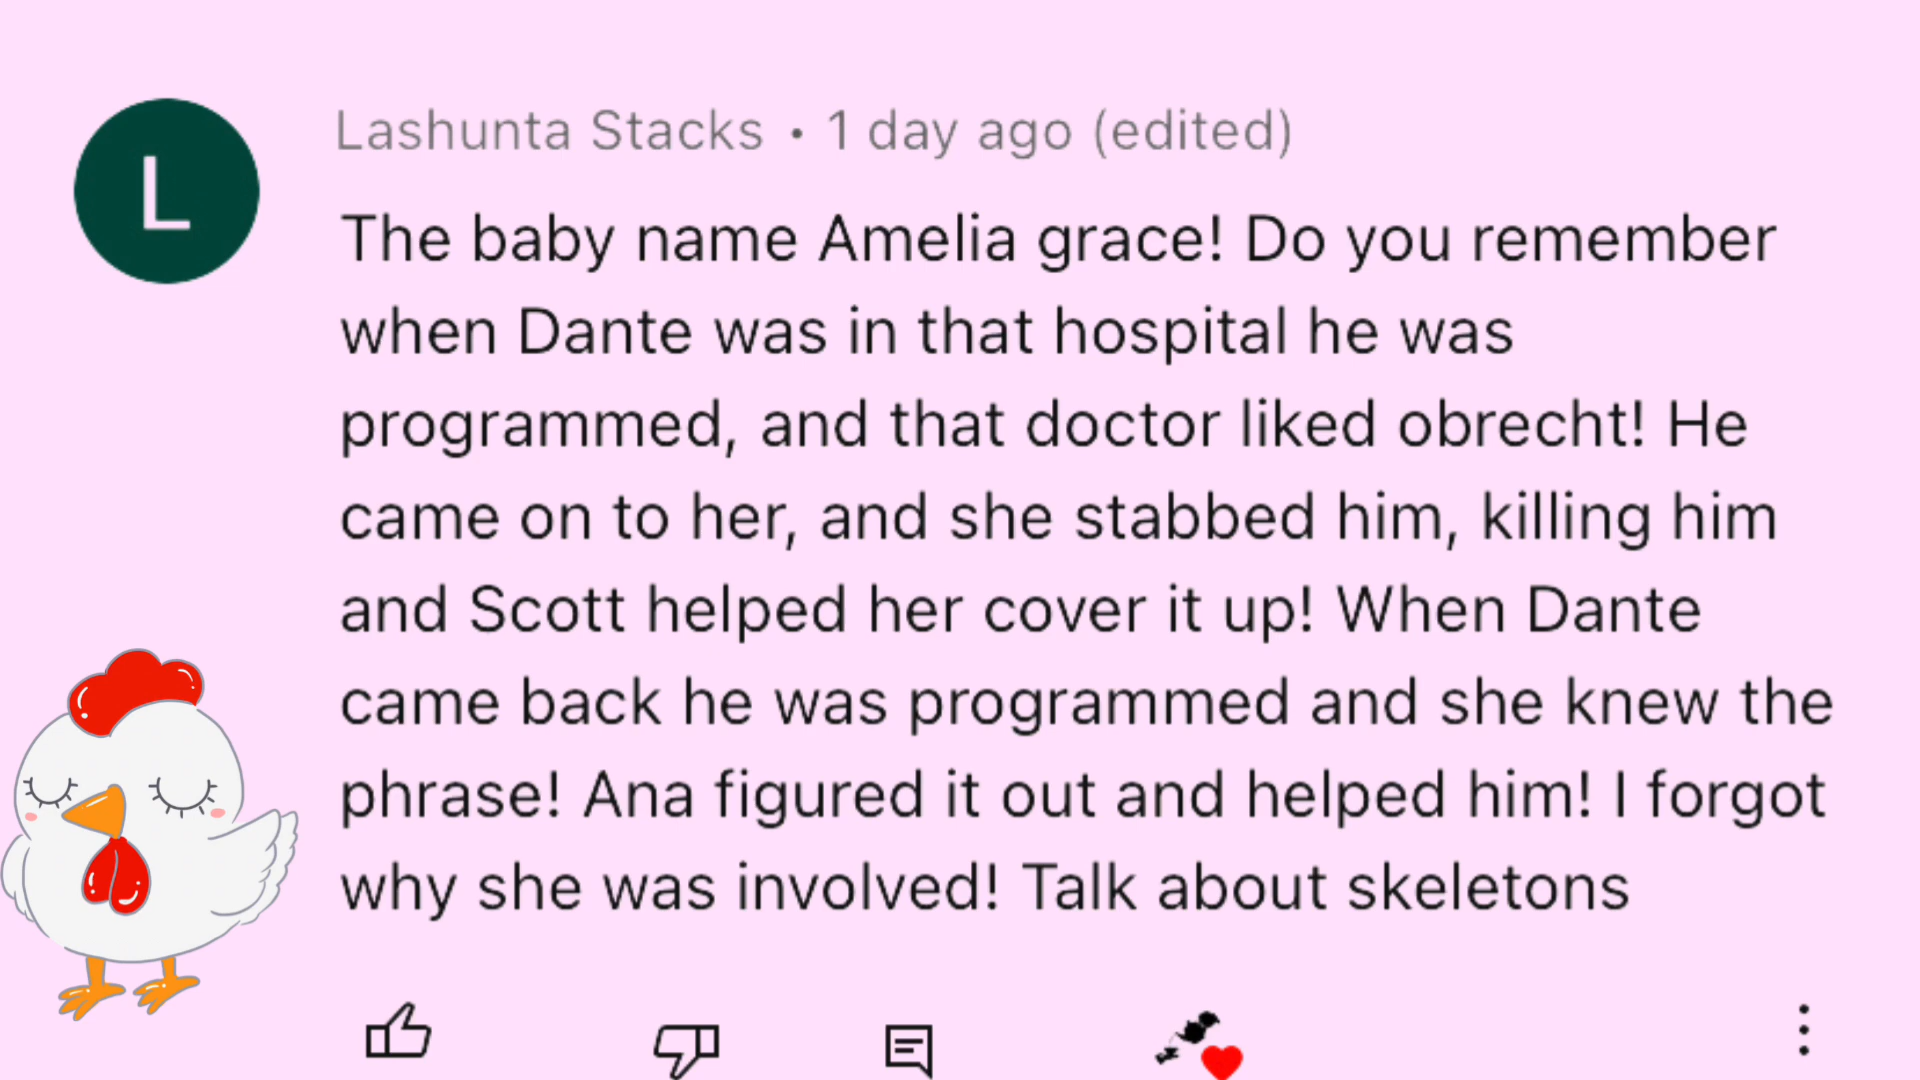 L
Lashunta Stacks • 1 day ago (edited)
The baby name Amelia grace! Do you remember
when Dante was in that hospital he was
programmed, and that doctor liked obrecht! He
came on to her, and she stabbed him, killing him
and Scott helped her cover it up! When Dante
came back he was programmed and she knew the
phrase! Ana figured it out and helped him! I forgot
why she was involved! Talk about skeletons